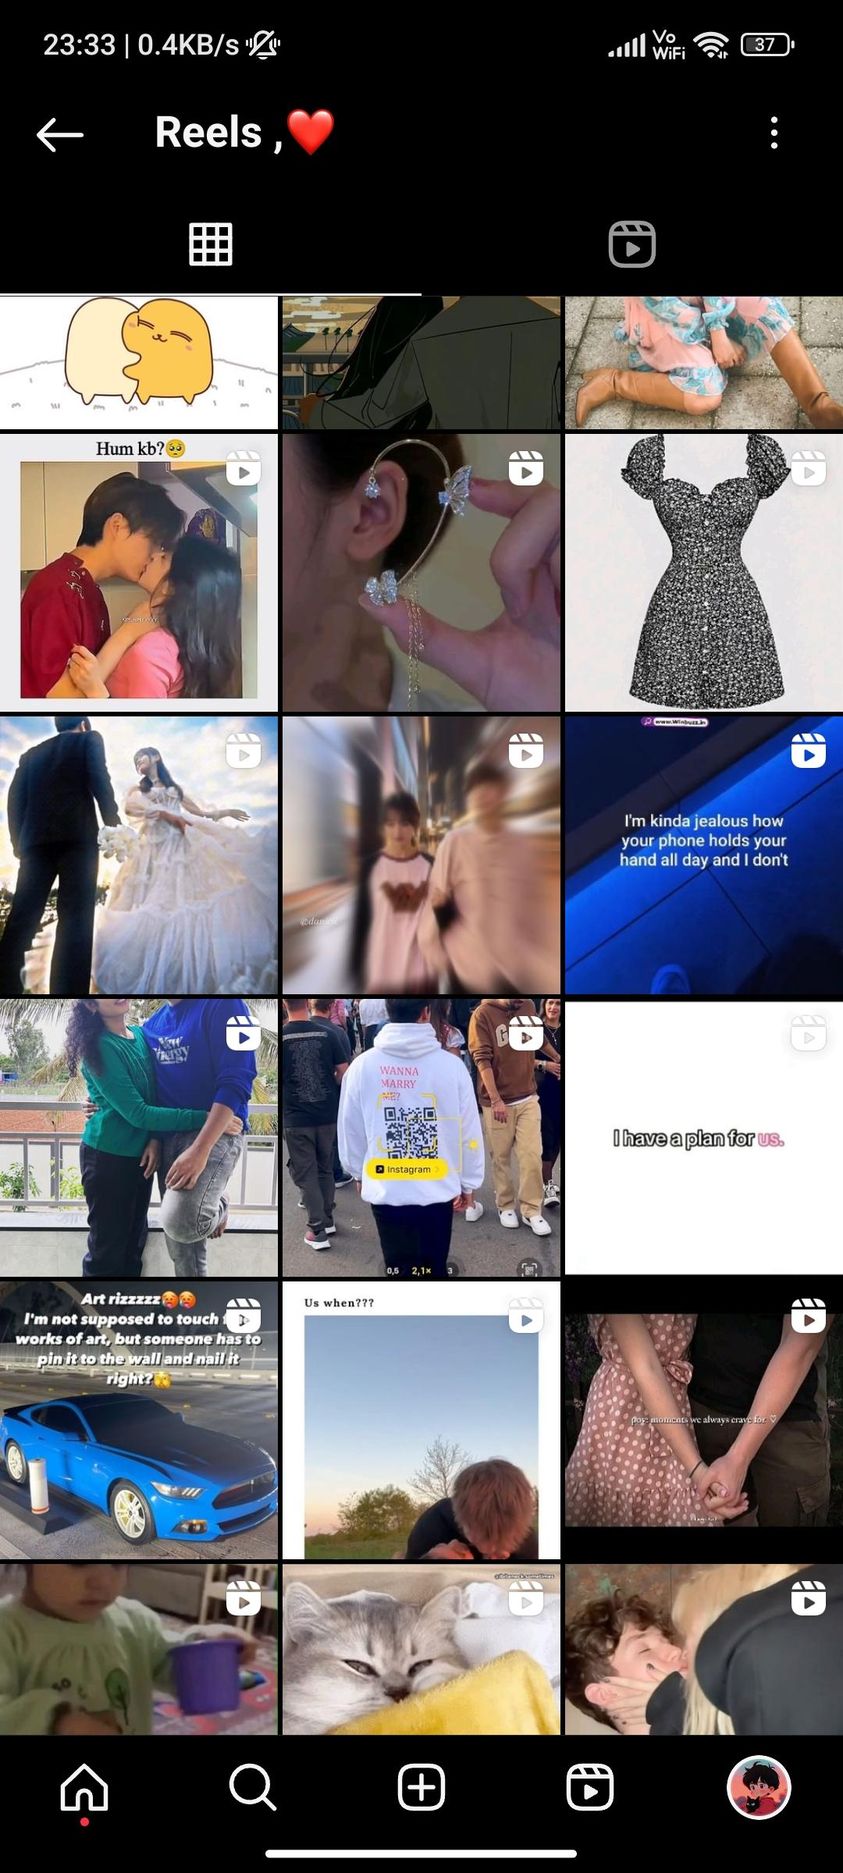 23:33 | 0.4KB/s
Vo
WiFi
37
Reels ,❤️
Hum kb?🥺
www.Winbuzz.in
I'm kinda jealous how
your phone holds your
hand all day and I don't
@danie
New
Energy
WANNA
MARRY
ME?
Instagram
0,5 2,1× 3
I have a plan for us.
Art rizzzzz🥵🥵
I'm not supposed to touch
works of art, but someone has to
pin it to the wall and nail it
right?🫣
Us when???
pov: moments we always crave for. ♡